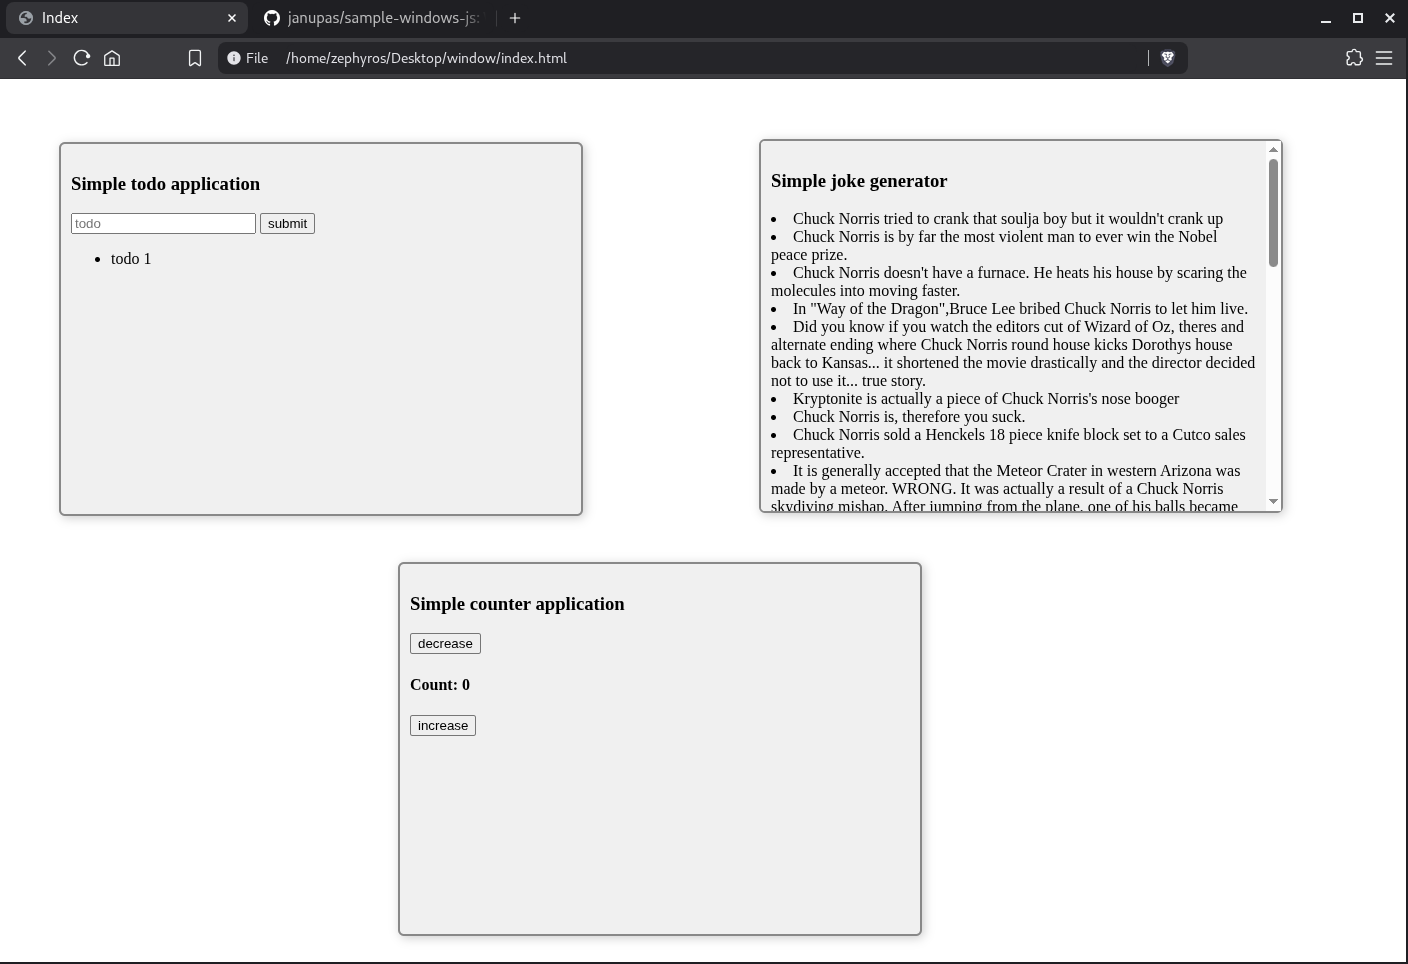 Index
janupas/sample-windows-js:
File /home/zephyros/Desktop/window/index.html
Simple todo application
todo submit
todo 1
Simple joke generator
Chuck Norris tried to crank that soulja boy but it wouldn't crank up
Chuck Norris is by far the most violent man to ever win the Nobel
peace prize.
Chuck Norris doesn't have a furnace. He heats his house by scaring the
molecules into moving faster.
In "Way of the Dragon",Bruce Lee bribed Chuck Norris to let him live.
Did you know if you watch the editors cut of Wizard of Oz, theres and
alternate ending where Chuck Norris round house kicks Dorothys house
back to Kansas... it shortened the movie drastically and the director decided
not to use it... true story.
Kryptonite is actually a piece of Chuck Norris's nose booger
Chuck Norris is, therefore you suck.
Chuck Norris sold a Henckels 18 piece knife block set to a Cutco sales
representative.
It is generally accepted that the Meteor Crater in western Arizona was
made by a meteor. WRONG. It was actually a result of a Chuck Norris
skydiving mishap. After jumping from the plane, one of his balls became
Simple counter application
decrease
Count: 0
increase